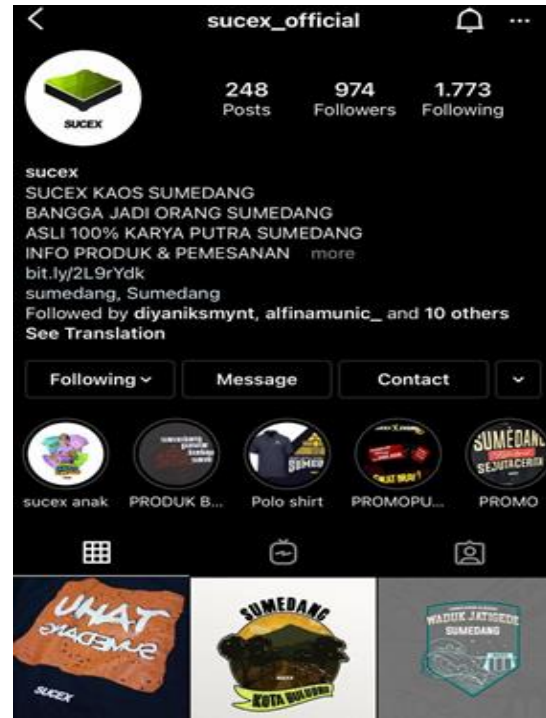 sucex_official
248 974 1.773
Posts Followers Following
SUCEX
sucex
SUCEX KAOS SUMEDANG
BANGGA JADI ORANG SUMEDANG
ASLI 100% KARYA PUTRA SUMEDANG
INFO PRODUK & PEMESANAN more
bit.ly/2L9rYdk
sumedang, Sumedang
Followed by diyaniksmynt, alfinamunic_ and 10 others
See Translation
Following Message Contact
SUMEDANG
SEJUTA CERITA
sucex anak PRODUK B... Polo shirt PROMOPU... PROMO
UHAT
SUMEDANG
SUCEX
SUMEDANG
KOTA BULUDRU
WADUK JATIGEDE
SUMEDANG